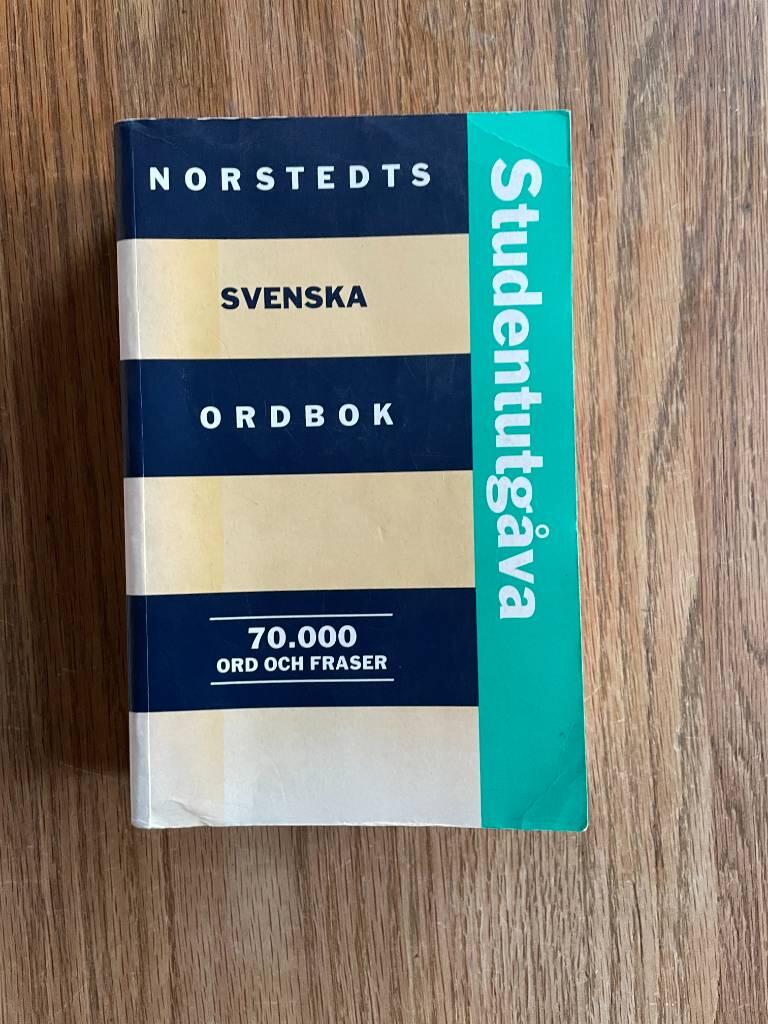 NORSTEDTS
SVENSKA
ORDBOK
70.000
ORD OCH FRASER
Studentutgåva